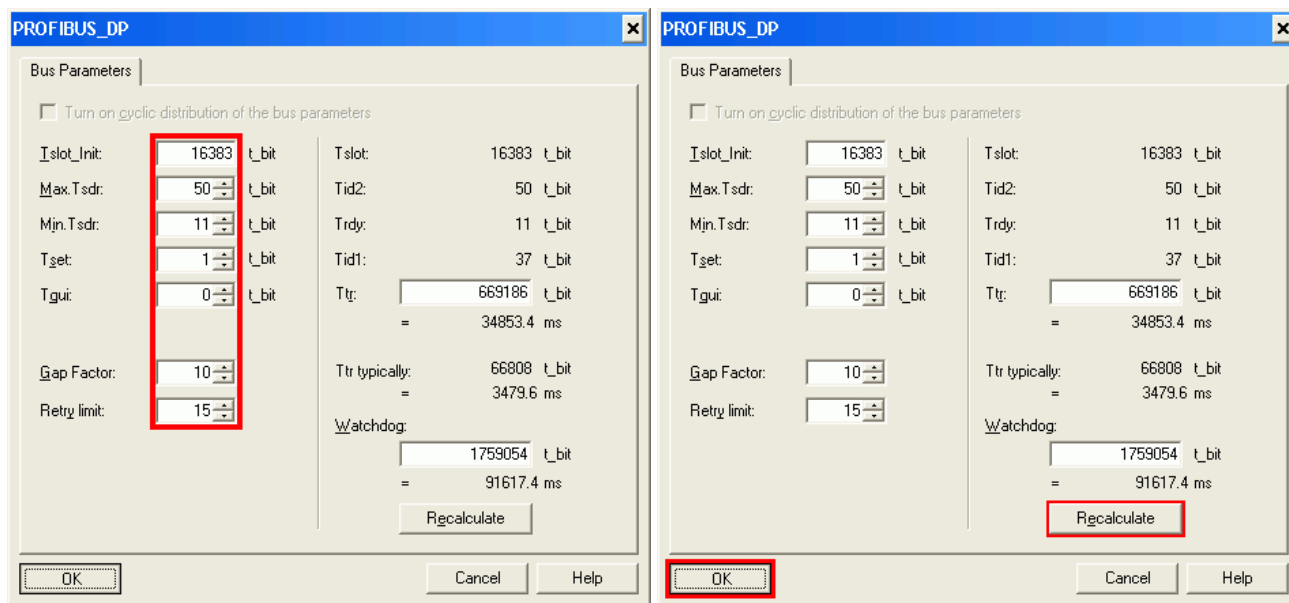 PROFIBUS_DP
Bus Parameters
Turn on cyclic distribution of the bus parameters
Tslot_Init: 16383 t_bit Tslot: 16383 t_bit
Max.Tsdr: 50 t_bit Tid2: 50 t_bit
Min.Tsdr: 11 t_bit Trdy: 11 t_bit
Tset: 1 t_bit Tid1: 37 t_bit
Tqui: 0 t_bit Ttr: 669186 t_bit
= 34853.4 ms
Gap Factor: 10 Ttr typically: 66808 t_bit
= 3479.6 ms
Retry limit: 15
Watchdog:
1759054 t_bit
= 91617.4 ms
Recalculate
OK Cancel Help
PROFIBUS_DP
Bus Parameters
Turn on cyclic distribution of the bus parameters
Tslot_Init: 16383 t_bit Tslot: 16383 t_bit
Max.Tsdr: 50 t_bit Tid2: 50 t_bit
Min.Tsdr: 11 t_bit Trdy: 11 t_bit
Tset: 1 t_bit Tid1: 37 t_bit
Tqui: 0 t_bit Ttr: 669186 t_bit
= 34853.4 ms
Gap Factor: 10 Ttr typically: 66808 t_bit
= 3479.6 ms
Retry limit: 15
Watchdog:
1759054 t_bit
= 91617.4 ms
Recalculate
OK Cancel Help